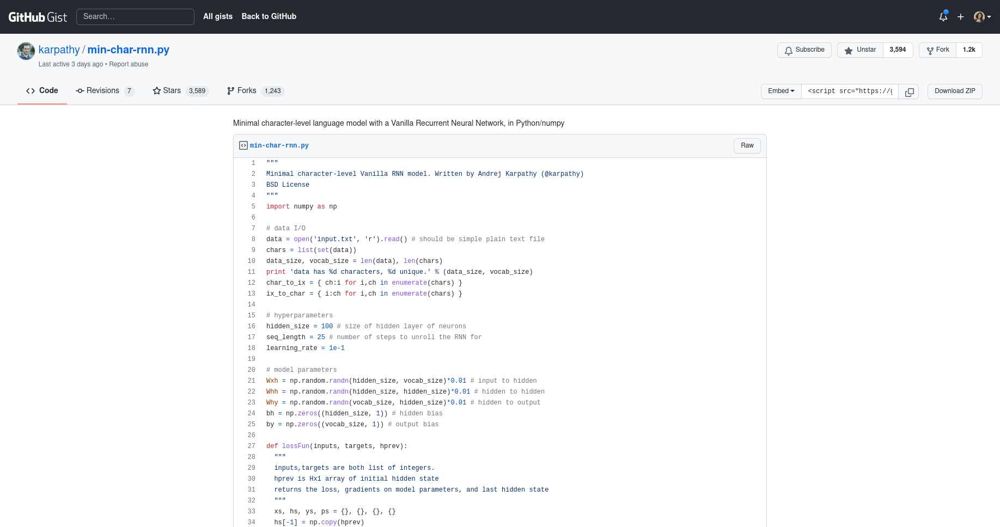 GitHub Gist Search… All gists Back to GitHub
karpathy / min-char-rnn.py
Last active 3 days ago • Report abuse
Subscribe Unstar 3,594 Fork 1.2k
Code Revisions 7 Stars 3,589 Forks 1,243
Embed <script src="https://g Download ZIP
Minimal character-level language model with a Vanilla Recurrent Neural Network, in Python/numpy
min-char-rnn.py Raw
1 """
2 Minimal character-level Vanilla RNN model. Written by Andrej Karpathy (@karpathy)
3 BSD License
4 """
5 import numpy as np
6
7 # data I/O
8 data = open('input.txt', 'r').read() # should be simple plain text file
9 chars = list(set(data))
10 data_size, vocab_size = len(data), len(chars)
11 print 'data has %d characters, %d unique.' % (data_size, vocab_size)
12 char_to_ix = { ch:i for i,ch in enumerate(chars) }
13 ix_to_char = { i:ch for i,ch in enumerate(chars) }
14
15 # hyperparameters
16 hidden_size = 100 # size of hidden layer of neurons
17 seq_length = 25 # number of steps to unroll the RNN for
18 learning_rate = 1e-1
19
20 # model parameters
21 Wxh = np.random.randn(hidden_size, vocab_size)*0.01 # input to hidden
22 Whh = np.random.randn(hidden_size, hidden_size)*0.01 # hidden to hidden
23 Why = np.random.randn(vocab_size, hidden_size)*0.01 # hidden to output
24 bh = np.zeros((hidden_size, 1)) # hidden bias
25 by = np.zeros((vocab_size, 1)) # output bias
26
27 def lossFun(inputs, targets, hprev):
28   """
29   inputs,targets are both list of integers.
30   hprev is Hx1 array of initial hidden state
31   returns the loss, gradients on model parameters, and last hidden state
32   """
33   xs, hs, ys, ps = {}, {}, {}, {}
34   hs[-1] = np.copy(hprev)